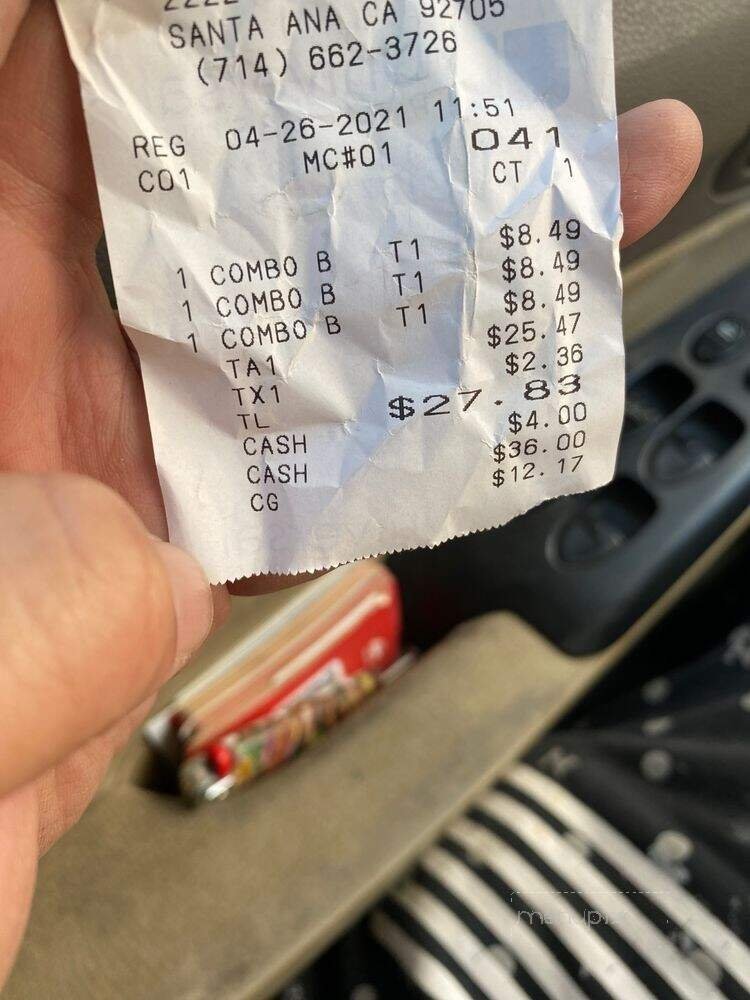 2222
SANTA ANA CA 92705
(714) 662-3726
REG 04-26-2021 11:51
C01 MC#01 041
CT 1
1 COMBO B T1 $8.49
1 COMBO B T1 $8.49
1 COMBO B T1 $8.49
TA1 $25.47
TX1 $2.36
TL $27.83
CASH $4.00
CASH $36.00
CG $12.17